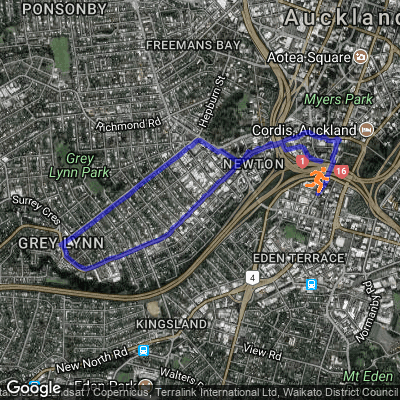 PONSONBY
Auckland
FREEMANS BAY
Aotea Square
Hepburn St
Myers Park
Richmond Rd
Cordis, Auckland
Grey
Lynn Park
NEWTON
1
16
Surrey Cres
GREY LYNN
EDEN TERRACE
4
Normanby Rd
KINGSLAND
New North Rd
View Rd
Mt Eden
Walters
Eden Park
Google
Copernicus, Terralink International Ltd, Waikato District Council